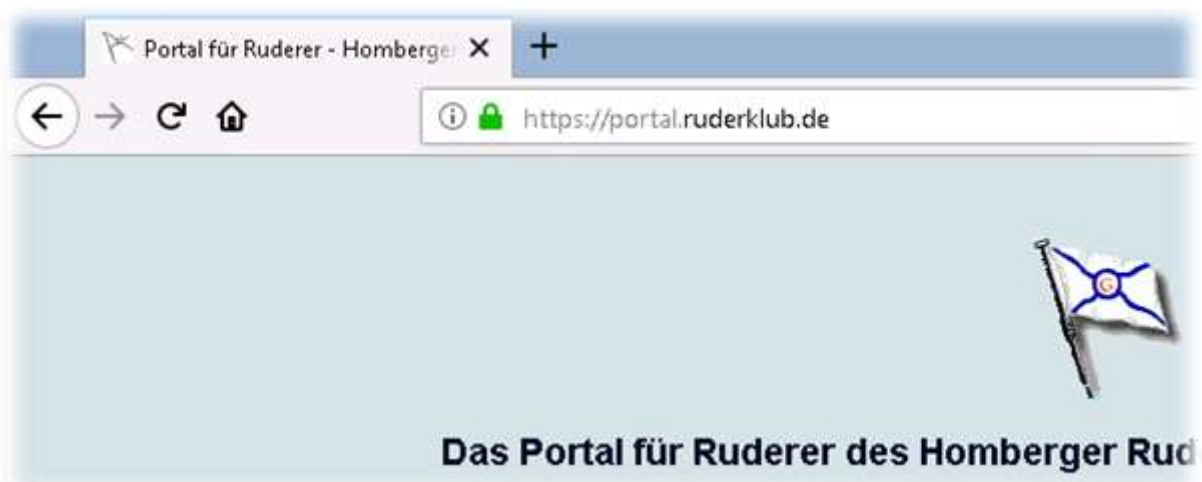 Portal für Ruderer - Homberger
https://portal.ruderklub.de
G
Das Portal für Ruderer des Homberger Rud